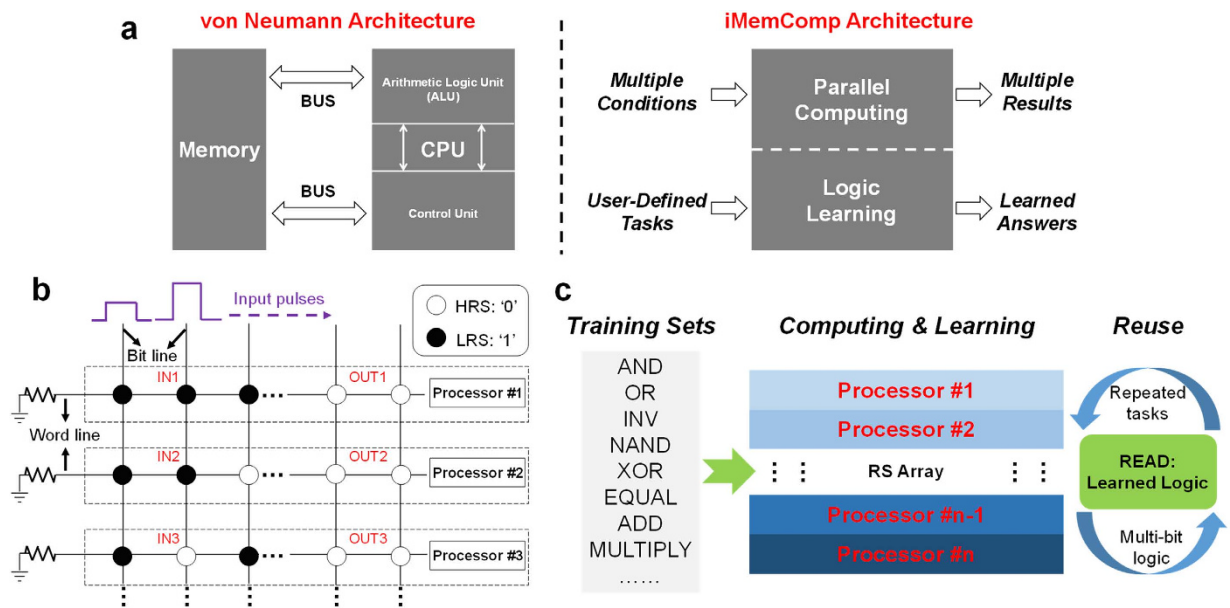 a
von Neumann Architecture
Memory
BUS
BUS
Arithmetic Logic Unit
(ALU)
CPU
Control Unit
iMemComp Architecture
Multiple
Conditions
Parallel
Computing
Multiple
Results
User-Defined
Tasks
Logic
Learning
Learned
Answers
b
Input pulses
HRS: ‘0’
LRS: ‘1’
Bit line
IN1
OUT1
Processor #1
Word line
IN2
OUT2
Processor #2
IN3
OUT3
Processor #3
c
Training Sets
Computing & Learning
Reuse
AND
OR
INV
NAND
XOR
EQUAL
ADD
MULTIPLY
......
Processor #1
Processor #2
RS Array
Processor #n-1
Processor #n
Repeated
tasks
READ:
Learned Logic
Multi-bit
logic